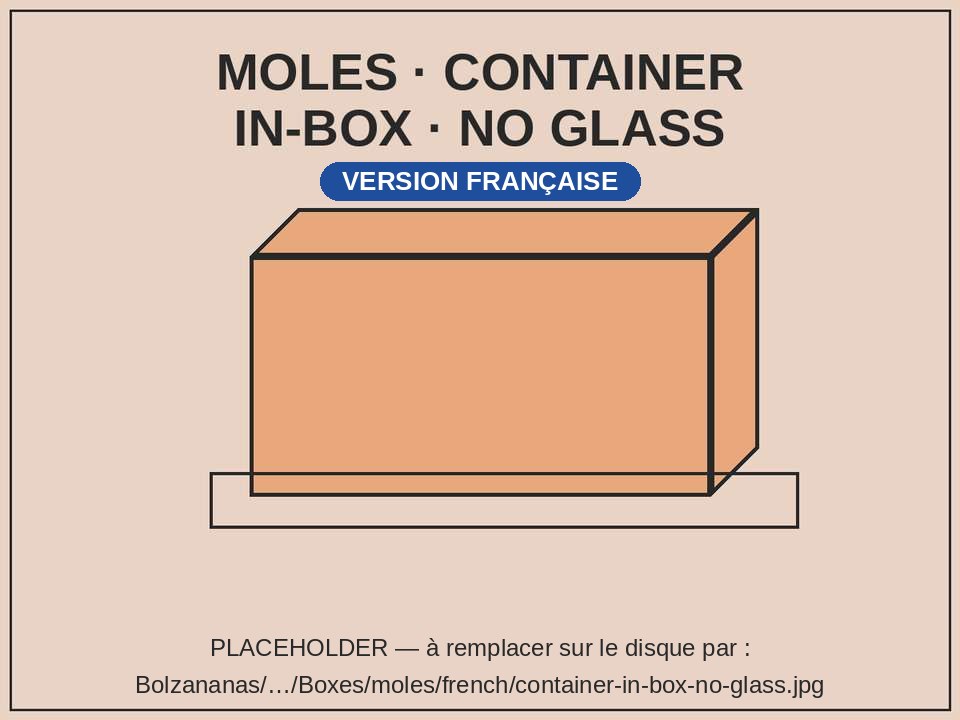 MOLES · CONTAINER
IN-BOX · NO GLASS
VERSION FRANÇAISE
PLACEHOLDER — à remplacer sur le disque par :
Bolzananas/…/Boxes/moles/french/container-in-box-no-glass.jpg